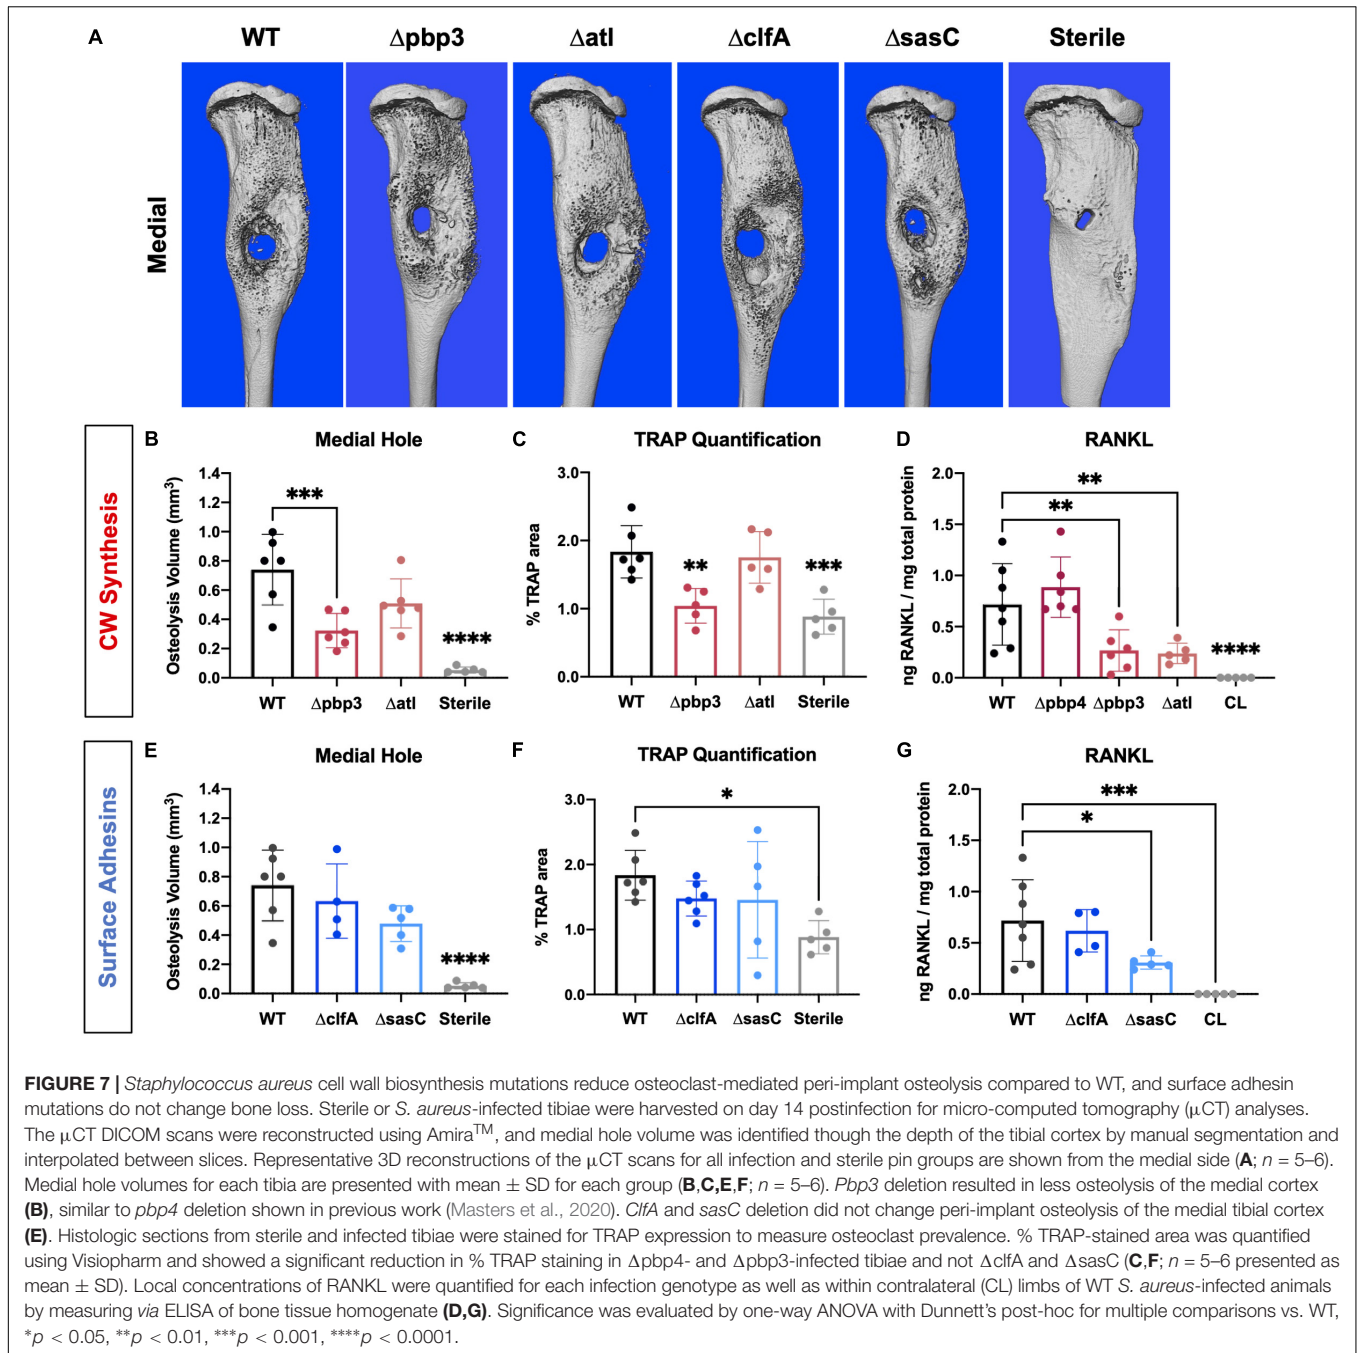 A
WT
Δpbp3
Δatl
ΔclfA
ΔsasC
Sterile
Medial
CW Synthesis
B
Medial Hole
Osteolysis Volume (mm³)
1.4
1.2
1.0
0.8
0.6
0.4
0.2
0.0
***
****
WT
Δpbp3
Δatl
Sterile
C
TRAP Quantification
% TRAP area
3.0
2.0
1.0
0.0
**
***
WT
Δpbp3
Δatl
Sterile
D
RANKL
ng RANKL / mg total protein
2.0
1.5
1.0
0.5
0.0
**
**
****
WT
Δpbp4
Δpbp3
Δatl
CL
Surface Adhesins
E
Medial Hole
Osteolysis Volume (mm³)
1.4
1.2
1.0
0.8
0.6
0.4
0.2
0.0
****
WT
ΔclfA
ΔsasC
Sterile
F
TRAP Quantification
% TRAP area
3.0
2.0
1.0
0.0
*
WT
ΔclfA
ΔsasC
Sterile
G
RANKL
ng RANKL / mg total protein
2.0
1.5
1.0
0.5
0.0
***
*
WT
ΔclfA
ΔsasC
CL
FIGURE 7 | Staphylococcus aureus cell wall biosynthesis mutations reduce osteoclast-mediated peri-implant osteolysis compared to WT, and surface adhesin
mutations do not change bone loss. Sterile or S. aureus-infected tibiae were harvested on day 14 postinfection for micro-computed tomography (μCT) analyses.
The μCT DICOM scans were reconstructed using Amira™, and medial hole volume was identified though the depth of the tibial cortex by manual segmentation and
interpolated between slices. Representative 3D reconstructions of the μCT scans for all infection and sterile pin groups are shown from the medial side (A; n = 5–6).
Medial hole volumes for each tibia are presented with mean ± SD for each group (B,C,E,F; n = 5–6). Pbp3 deletion resulted in less osteolysis of the medial cortex
(B), similar to pbp4 deletion shown in previous work (Masters et al., 2020). ClfA and sasC deletion did not change peri-implant osteolysis of the medial tibial cortex
(E). Histologic sections from sterile and infected tibiae were stained for TRAP expression to measure osteoclast prevalence. % TRAP-stained area was quantified
using Visiopharm and showed a significant reduction in % TRAP staining in Δpbp4- and Δpbp3-infected tibiae and not ΔclfA and ΔsasC (C,F; n = 5–6 presented as
mean ± SD). Local concentrations of RANKL were quantified for each infection genotype as well as within contralateral (CL) limbs of WT S. aureus-infected animals
by measuring via ELISA of bone tissue homogenate (D,G). Significance was evaluated by one-way ANOVA with Dunnett's post-hoc for multiple comparisons vs. WT,
*p < 0.05, **p < 0.01, ***p < 0.001, ****p < 0.0001.